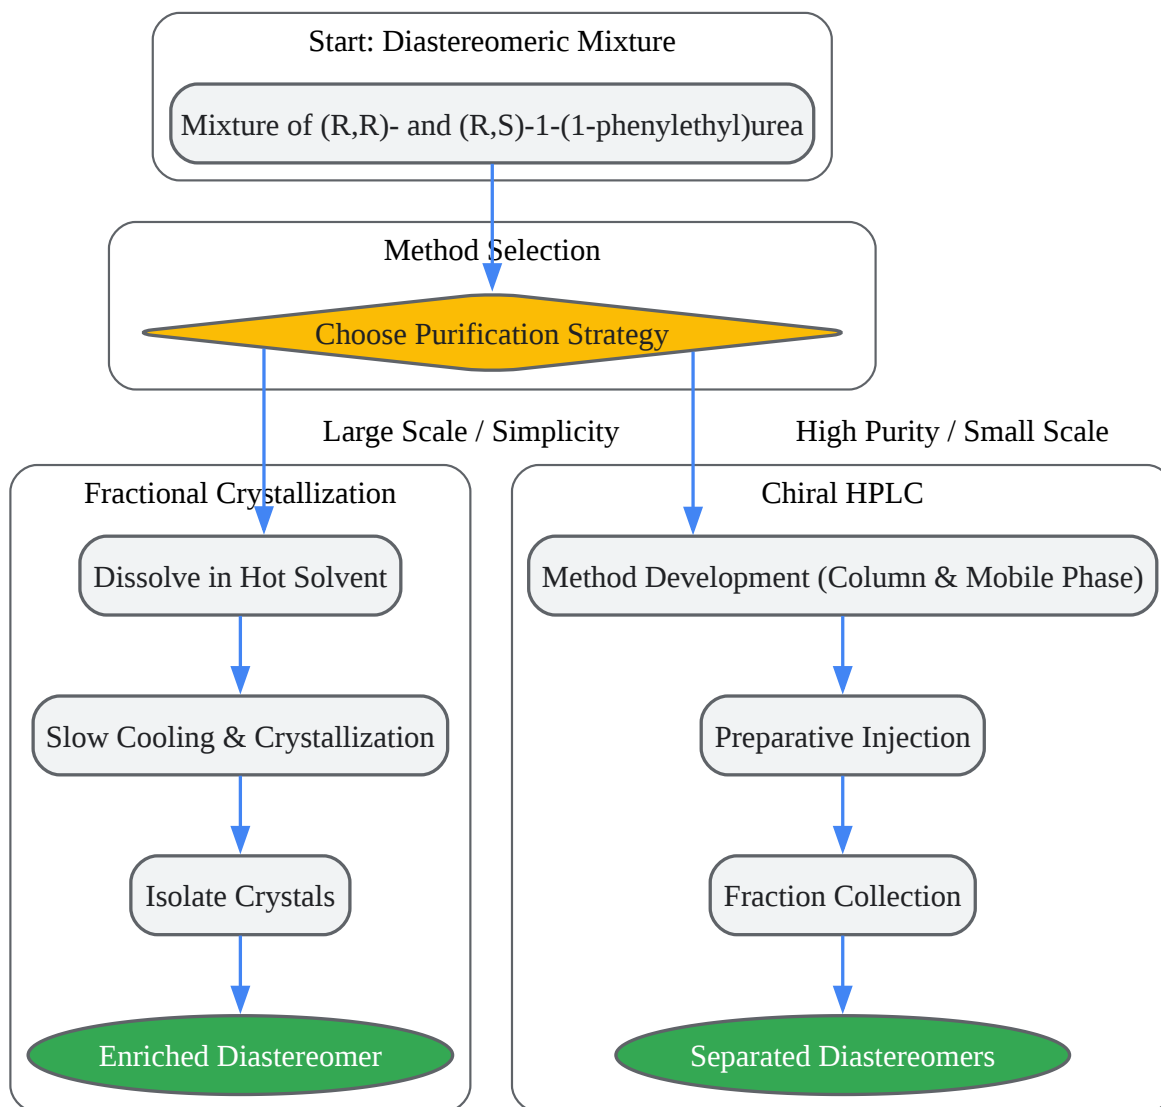 Start: Diastereomeric Mixture
Mixture of (R,R)- and (R,S)-1-(1-phenylethyl)urea
Method Selection
Choose Purification Strategy
Large Scale / Simplicity
High Purity / Small Scale
Fractional Crystallization
Dissolve in Hot Solvent
Slow Cooling & Crystallization
Isolate Crystals
Enriched Diastereomer
Chiral HPLC
Method Development (Column & Mobile Phase)
Preparative Injection
Fraction Collection
Separated Diastereomers